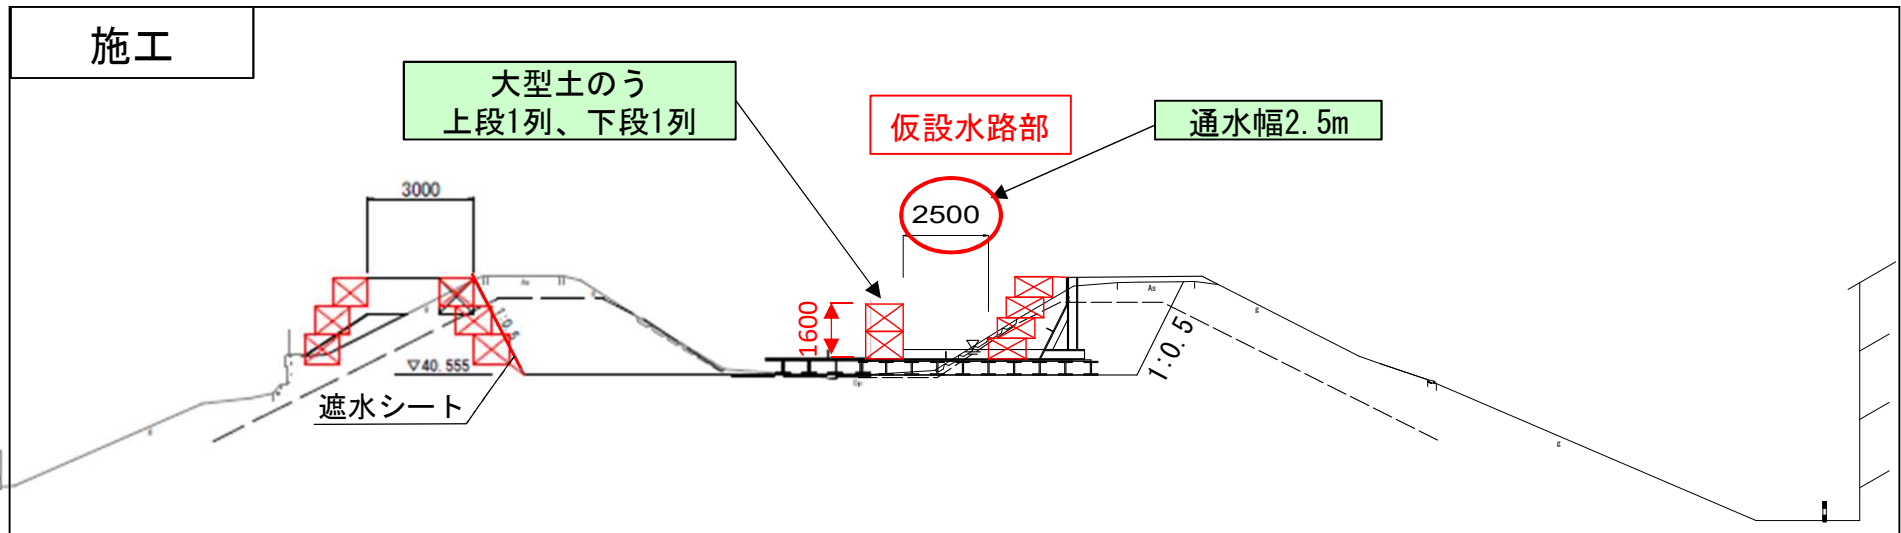 施工
大型土のう
上段1列、下段1列
仮設水路部
通水幅2.5m
3000
2500
1600
1:0.5
▽40.555
遮水シート
1:0.5
As
As